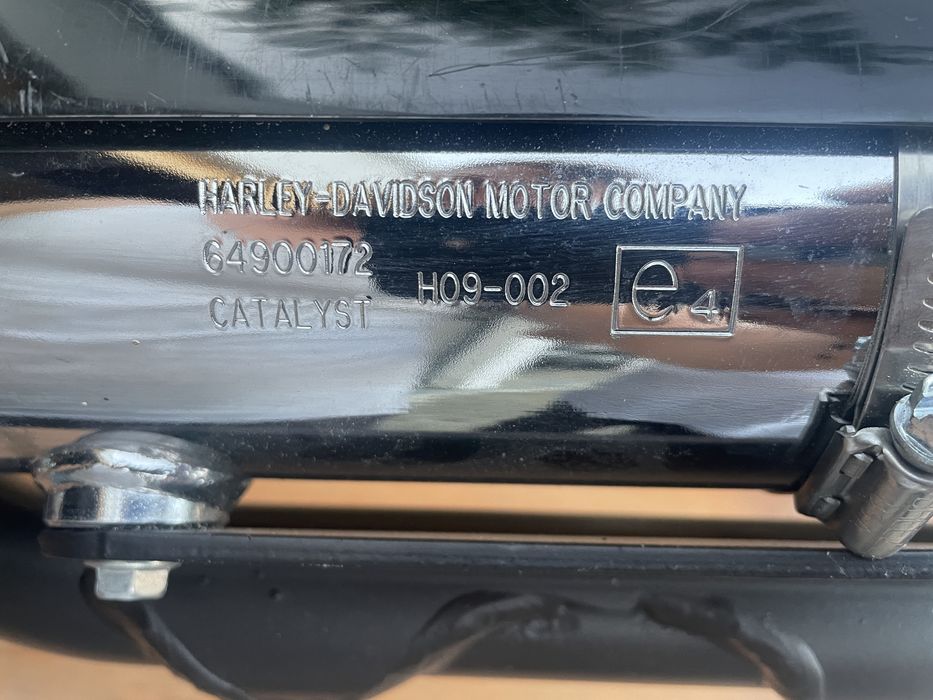 HARLEY-DAVIDSON MOTOR COMPANY
64900172
CATALYST
H09-002
e4